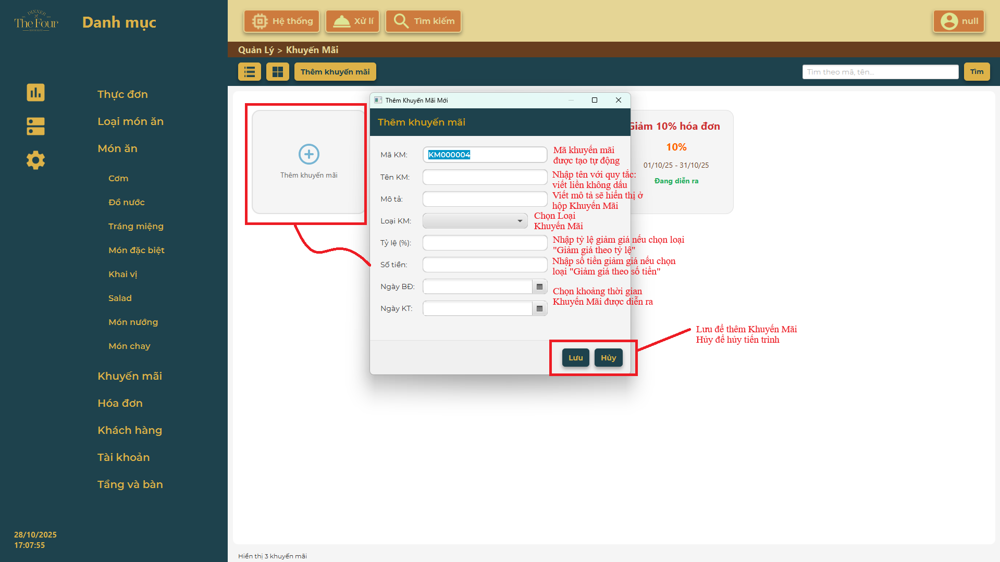 DINNER
The Four
RESTAURANT
Danh mục
Hệ thống
Xử lí
Tìm kiếm
null
Quản Lý > Khuyến Mãi
Thêm khuyến mãi
Tìm theo mã, tên...
Tìm
Thực đơn
Loại món ăn
Món ăn
Cơm
Đồ nước
Tráng miệng
Món đặc biệt
Khai vị
Salad
Món nướng
Món chay
Khuyến mãi
Hóa đơn
Khách hàng
Tài khoản
Tầng và bàn
28/10/2025
17:07:55
Thêm khuyến mãi
Thêm Khuyến Mãi Mới
Thêm khuyến mãi
Mã KM:
KM000004
Mã khuyến mãi
được tạo tự động
Tên KM:
Nhập tên với quy tắc:
viết liền không dấu
Mô tả:
Viết mô tả sẽ hiển thị ở
hộp Khuyến Mãi
Loại KM:
Chọn Loại
Khuyến Mãi
Tỷ lệ (%):
Nhập tỷ lệ giảm giá nếu chọn loại
"Giảm giá theo tỷ lệ"
Số tiền:
Nhập số tiền giảm giá nếu chọn
loại "Giảm giá theo số tiền"
Ngày BĐ:
Ngày KT:
Chọn khoảng thời gian
Khuyến Mãi được diễn ra
Lưu
Hủy
Lưu để thêm Khuyến Mãi
Hủy để hủy tiến trình
Giảm 10% hóa đơn
10%
01/10/25 - 31/10/25
Đang diễn ra
Hiển thị 3 khuyến mãi